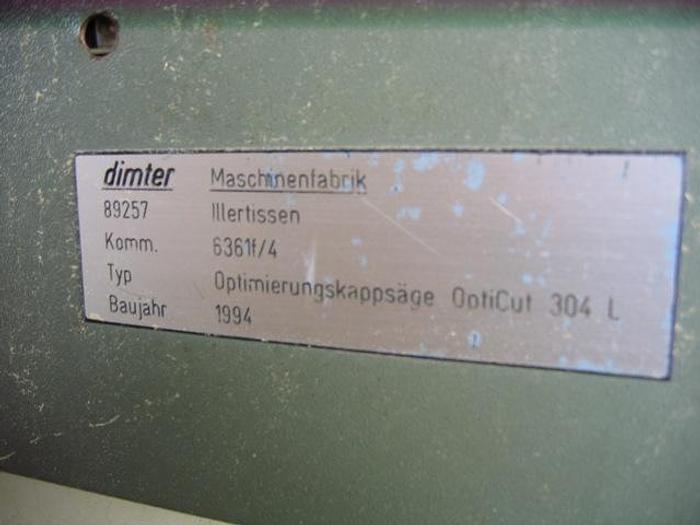 dimter Maschinenfabrik
89257 Illertissen
Komm. 6361f/4
Typ Optimierungskappsäge OptiCut 304 L
Baujahr 1994